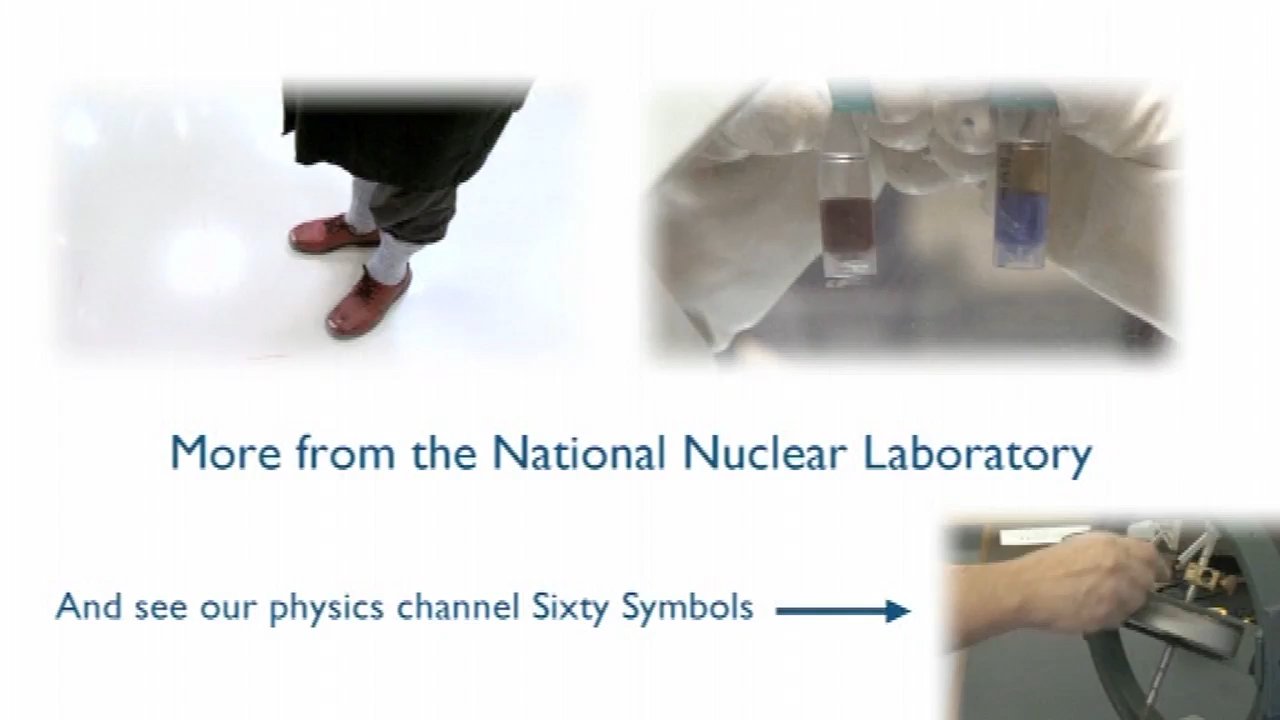 More from the National Nuclear Laboratory
And see our physics channel Sixty Symbols